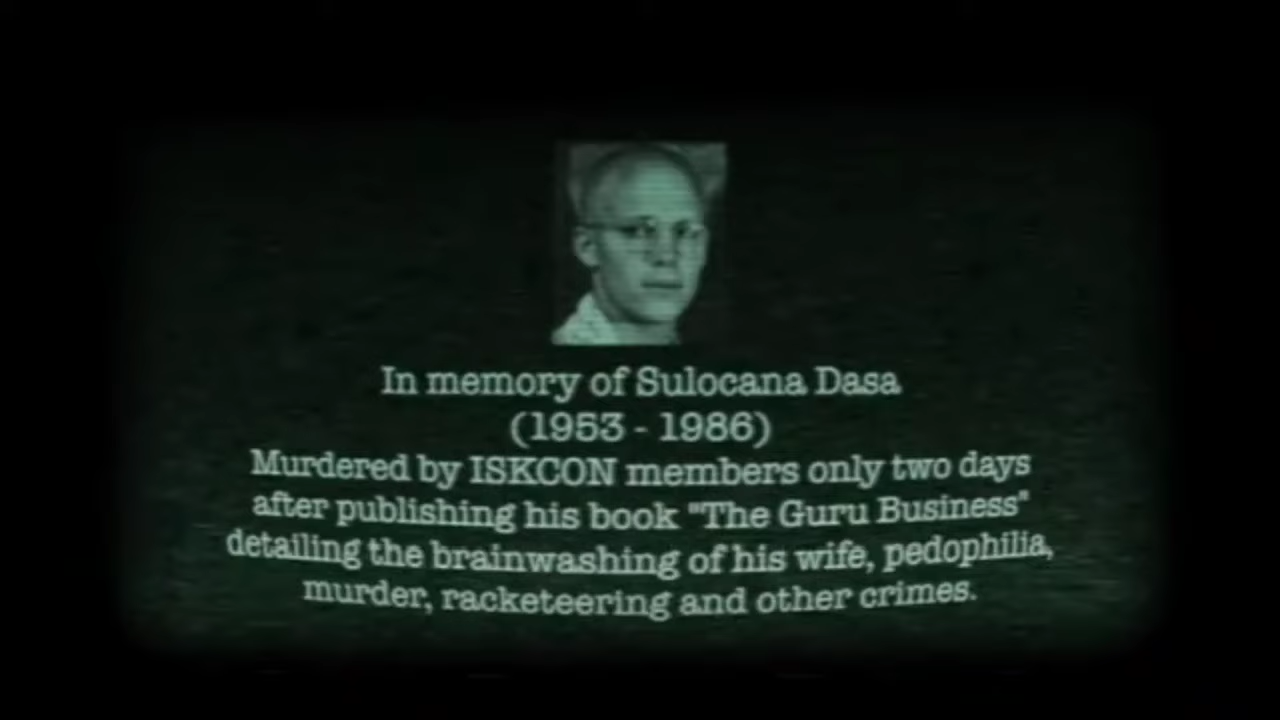 In memory of Sulocana Dasa
(1953 - 1986)
Murdered by ISKCON members only two days
after publishing his book "The Guru Business"
detailing the brainwashing of his wife, pedophilia,
murder, racketeering and other crimes.